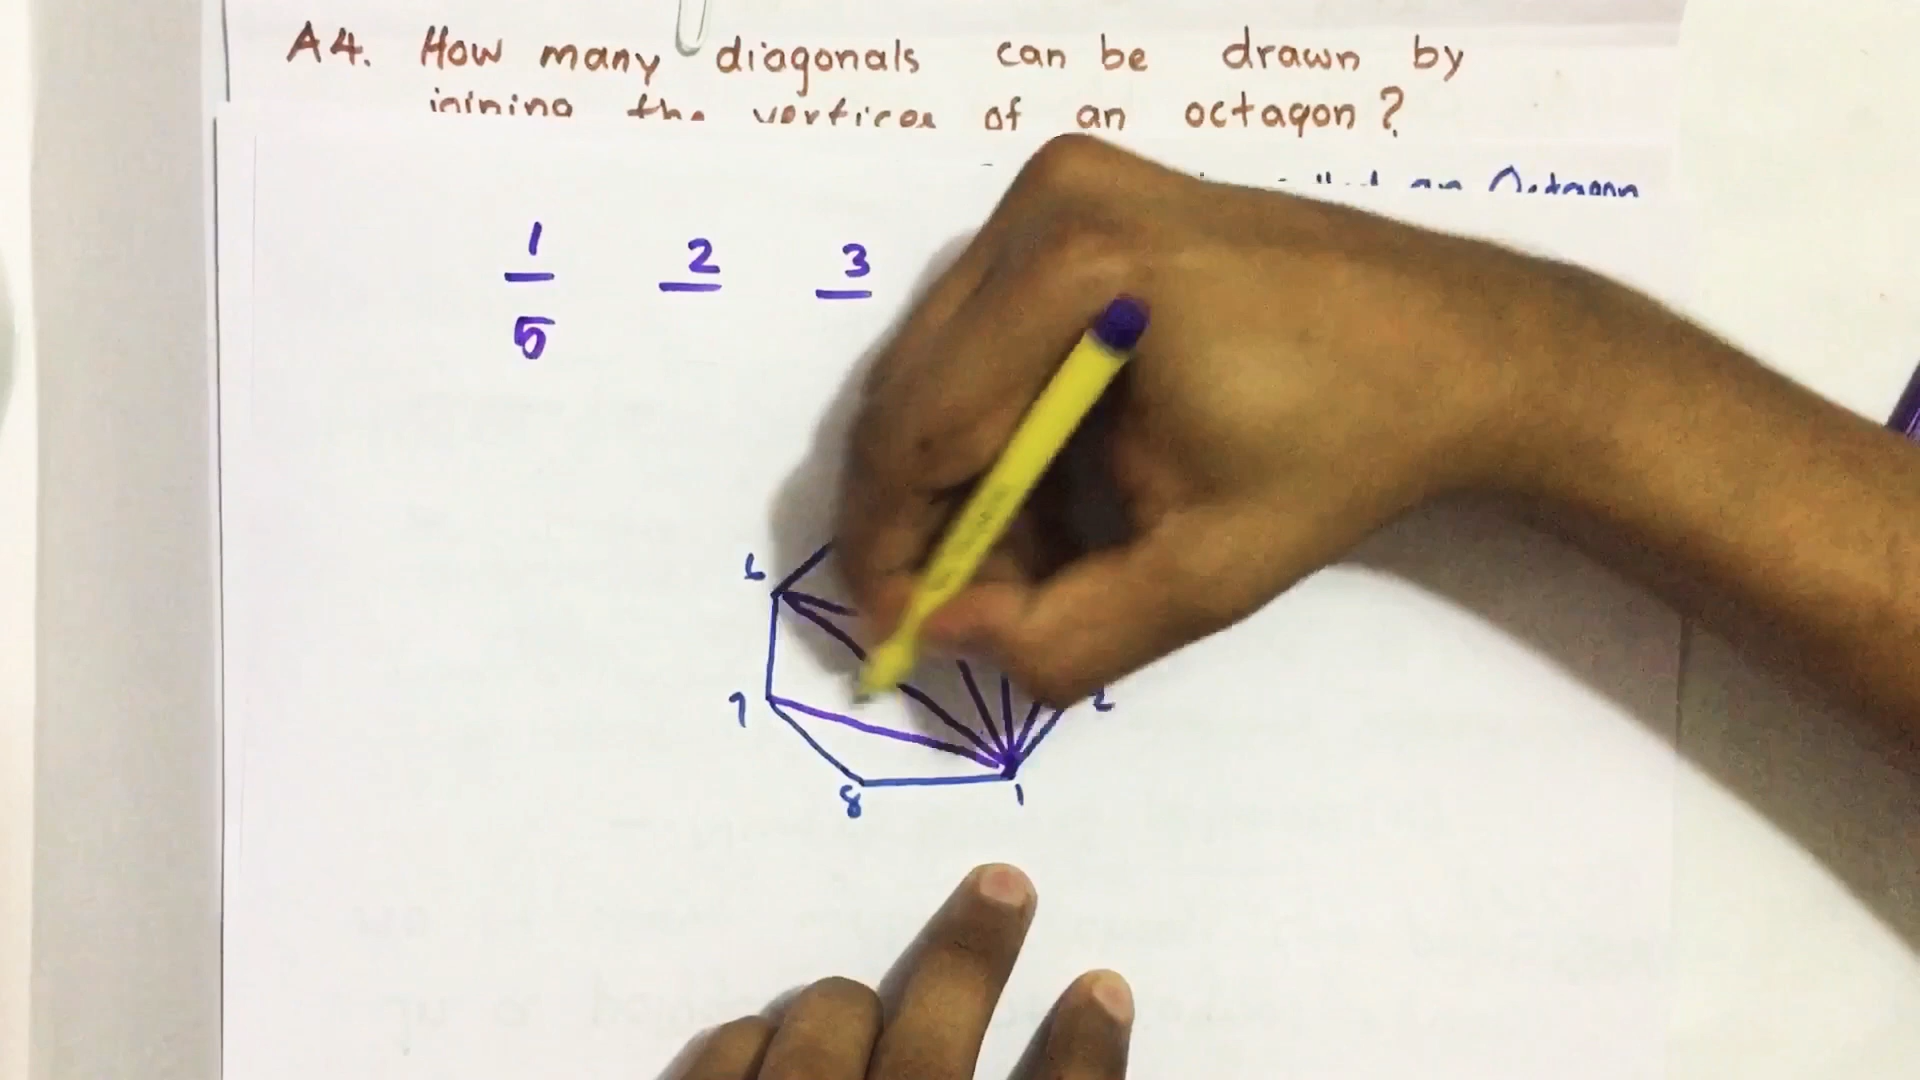 A4. How many diagonals can be drawn by
the vertices of an octagon?
1 2 3
5
6
7 2
8 1